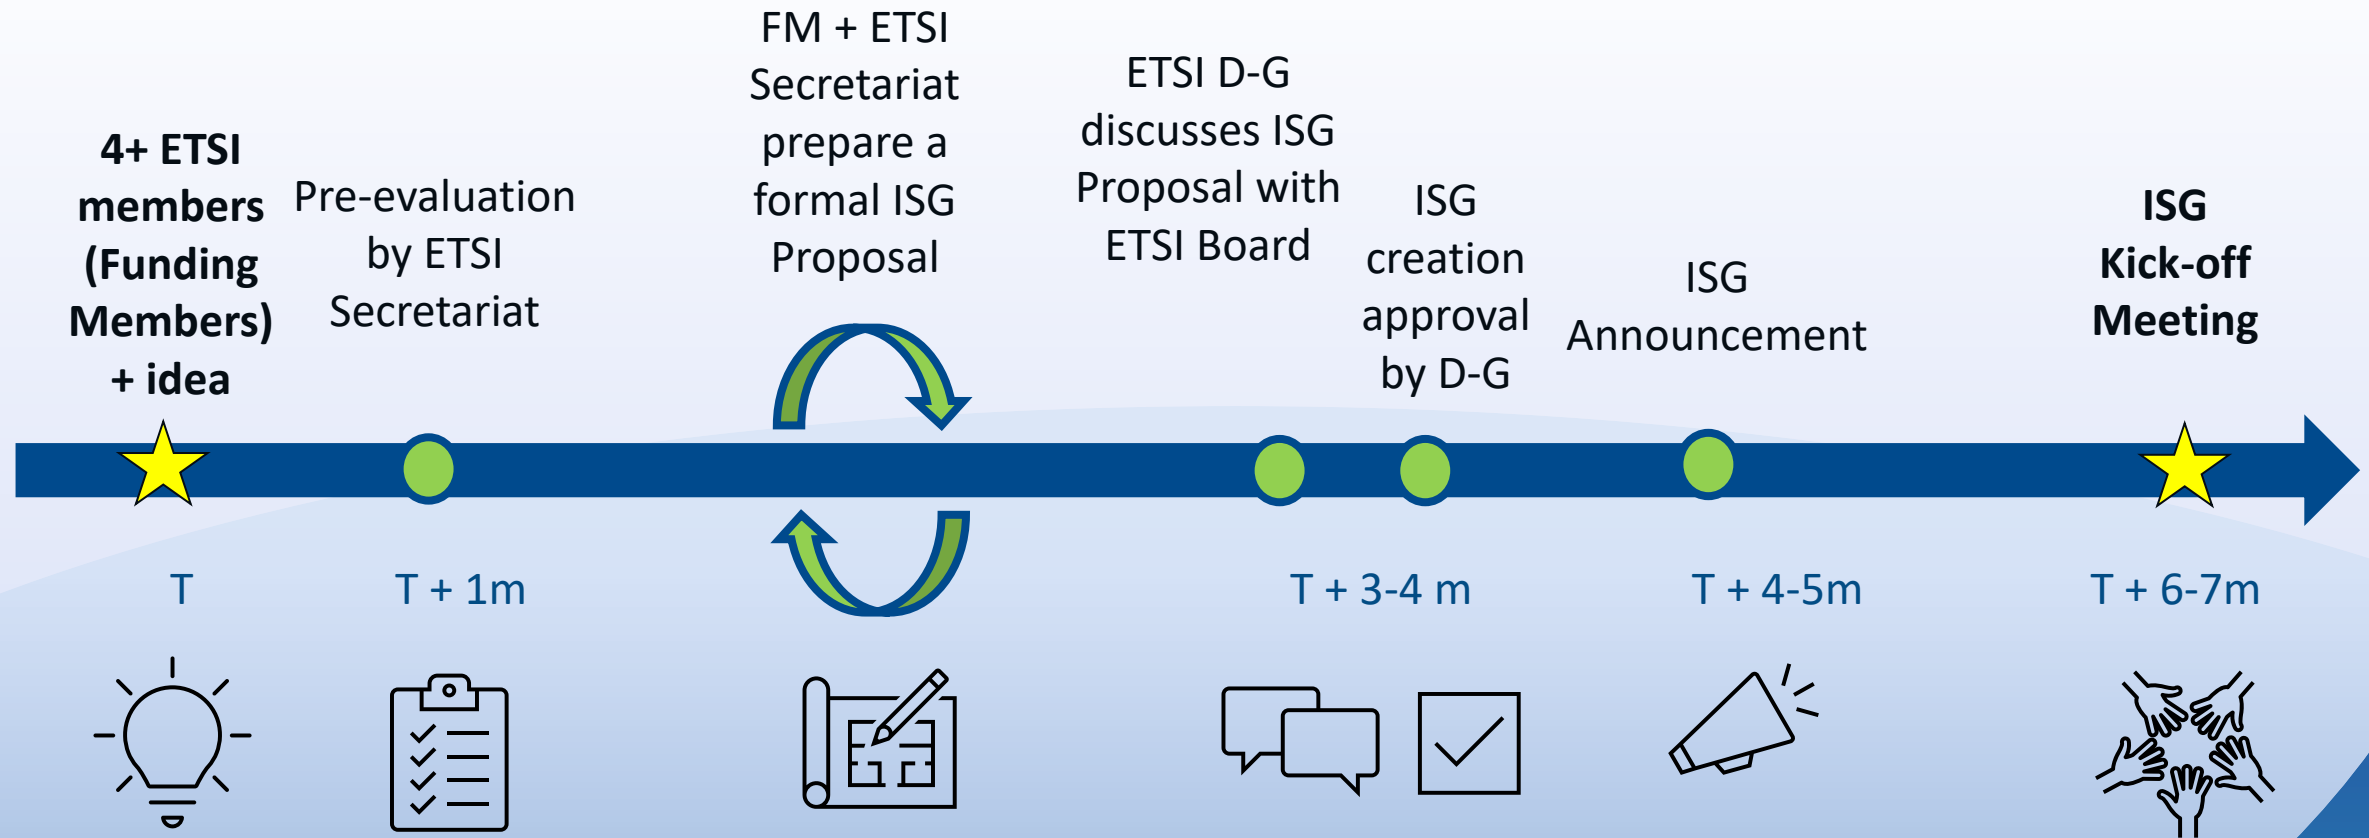 4+ ETSI
members
(Funding
Members)
+ idea
Pre-evaluation
by ETSI
Secretariat
FM + ETSI
Secretariat
prepare a
formal ISG
Proposal
ETSI D-G
discusses ISG
Proposal with
ETSI Board
ISG
creation
approval
by D-G
ISG
Announcement
ISG
Kick-off
Meeting
T
T + 1m
T + 3-4 m
T + 4-5m
T + 6-7m